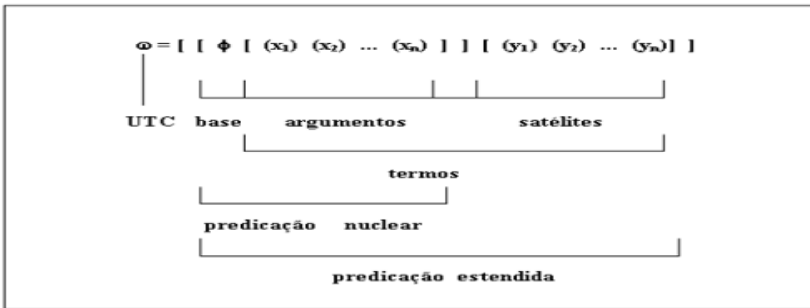 ω = [ [ ϕ [ (x₁) (x₂) ... (xₙ) ] ] [ (y₁) (y₂) ... (yₙ)] ]
UTC base argumentos satélites
termos
predicação nuclear
predicação estendida